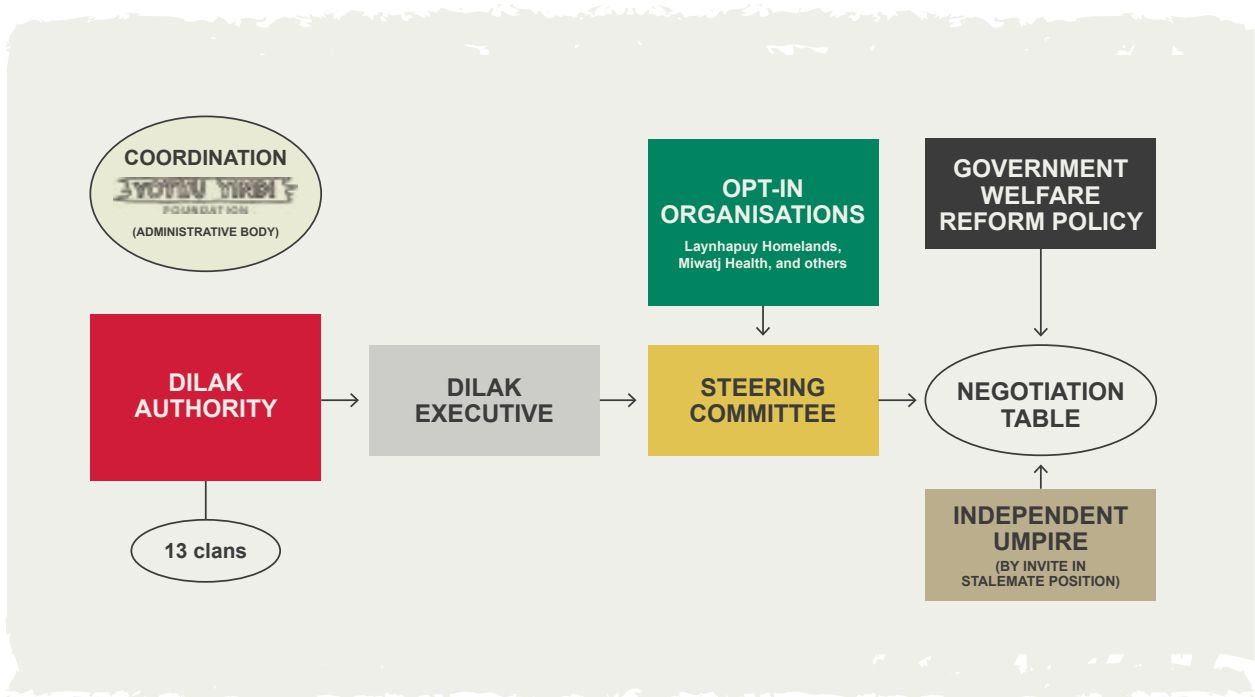 COORDINATION
YOTHU YINDI
FOUNDATION
(ADMINISTRATIVE BODY)
OPT-IN
ORGANISATIONS
Laynhapuy Homelands,
Miwatj Health, and others
GOVERNMENT
WELFARE
REFORM POLICY
DILAK
AUTHORITY
DILAK
EXECUTIVE
STEERING
COMMITTEE
NEGOTIATION
TABLE
13 clans
INDEPENDENT
UMPIRE
(BY INVITE IN
STALEMATE POSITION)